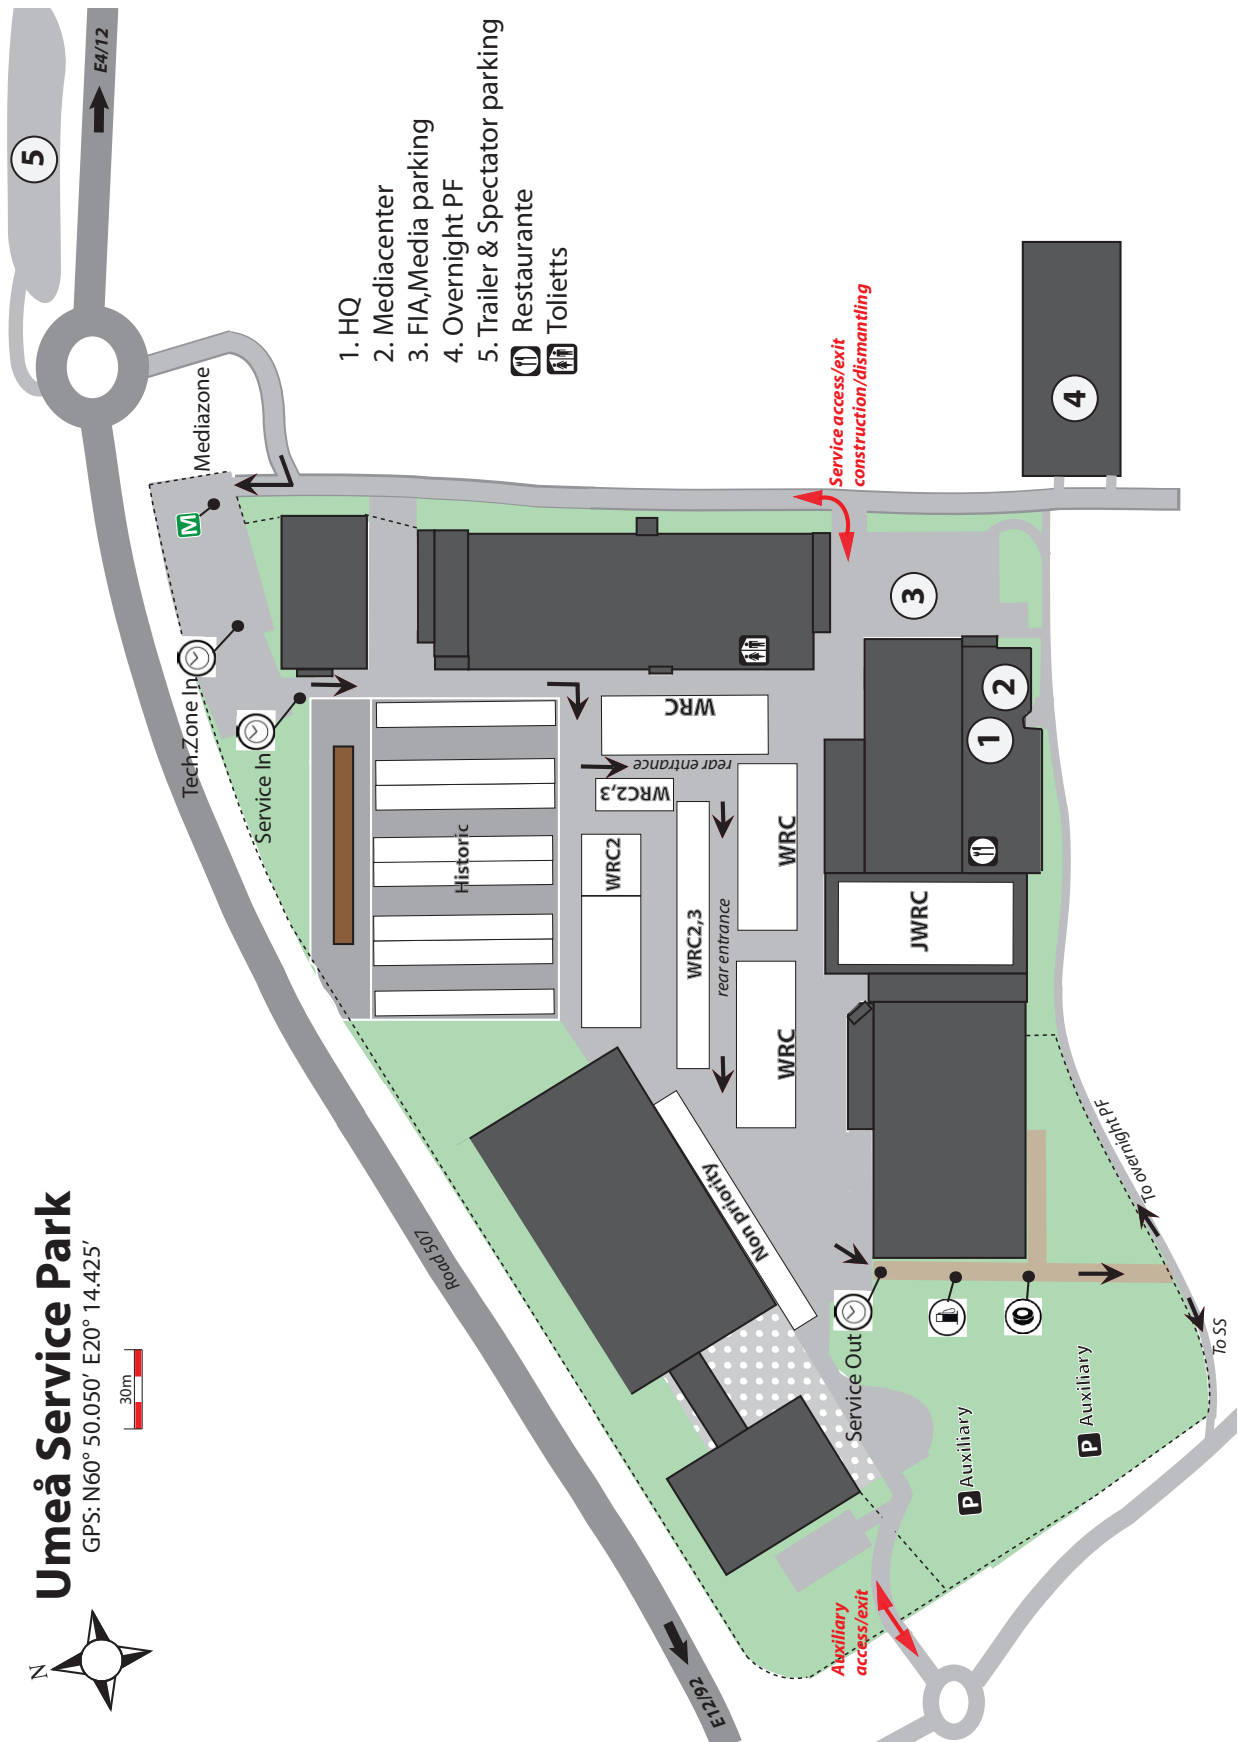 Umeå Service Park
GPS: N60° 50.050’ E20° 14.425’
30m
N
1. HQ
2. Mediacenter
3. FIA,Media parking
4. Overnight PF
5. Trailer & Spectator parking
Restaurante
Tolietts
5
E4/12
Mediazone
M
Tech.Zone In
Service In
Historic
WRC
rear entrance
WRC2,3
WRC2
WRC2,3
rear entrance
WRC
WRC
JWRC
1
2
3
4
Service access/exit
construction/dismantling
Non priority
Road 507
Service Out
To overnight PF
To SS
P Auxiliary
P Auxiliary
Auxiliary
access/exit
E12/92